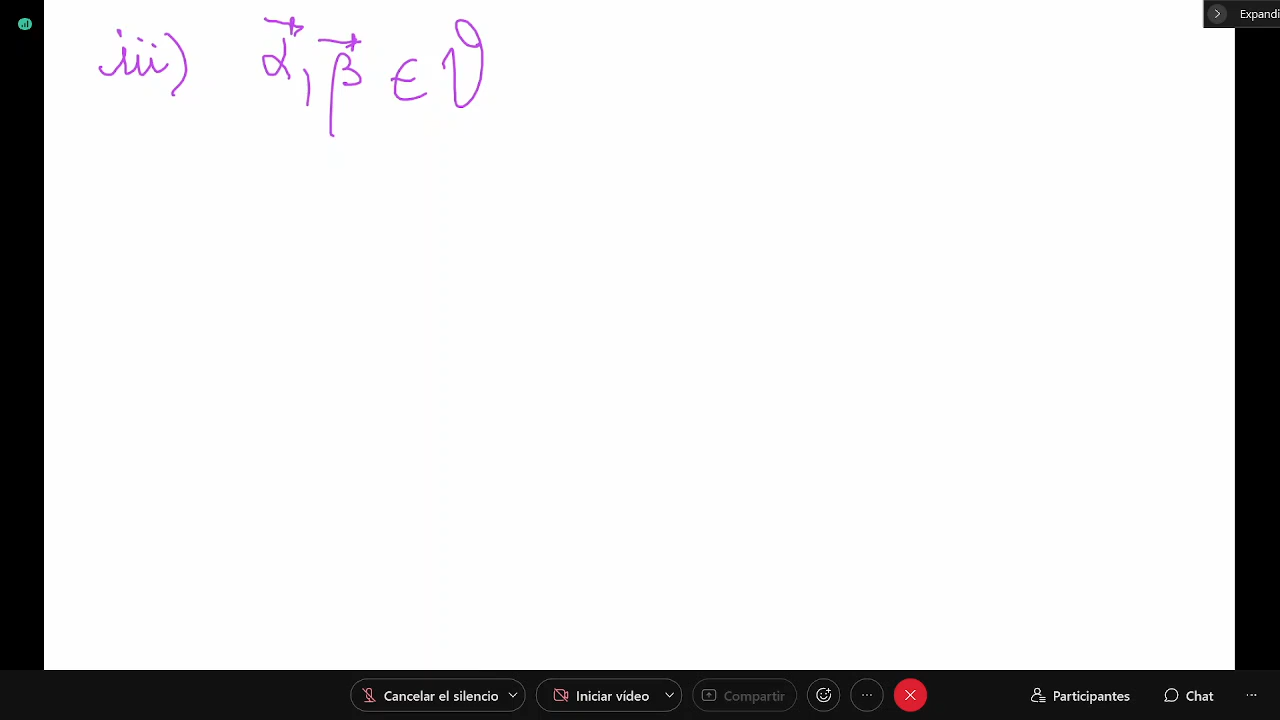 Expandi
iii) α⃗, β⃗ ∈ V
Cancelar el silencio
Iniciar vídeo
Compartir
Participantes
Chat